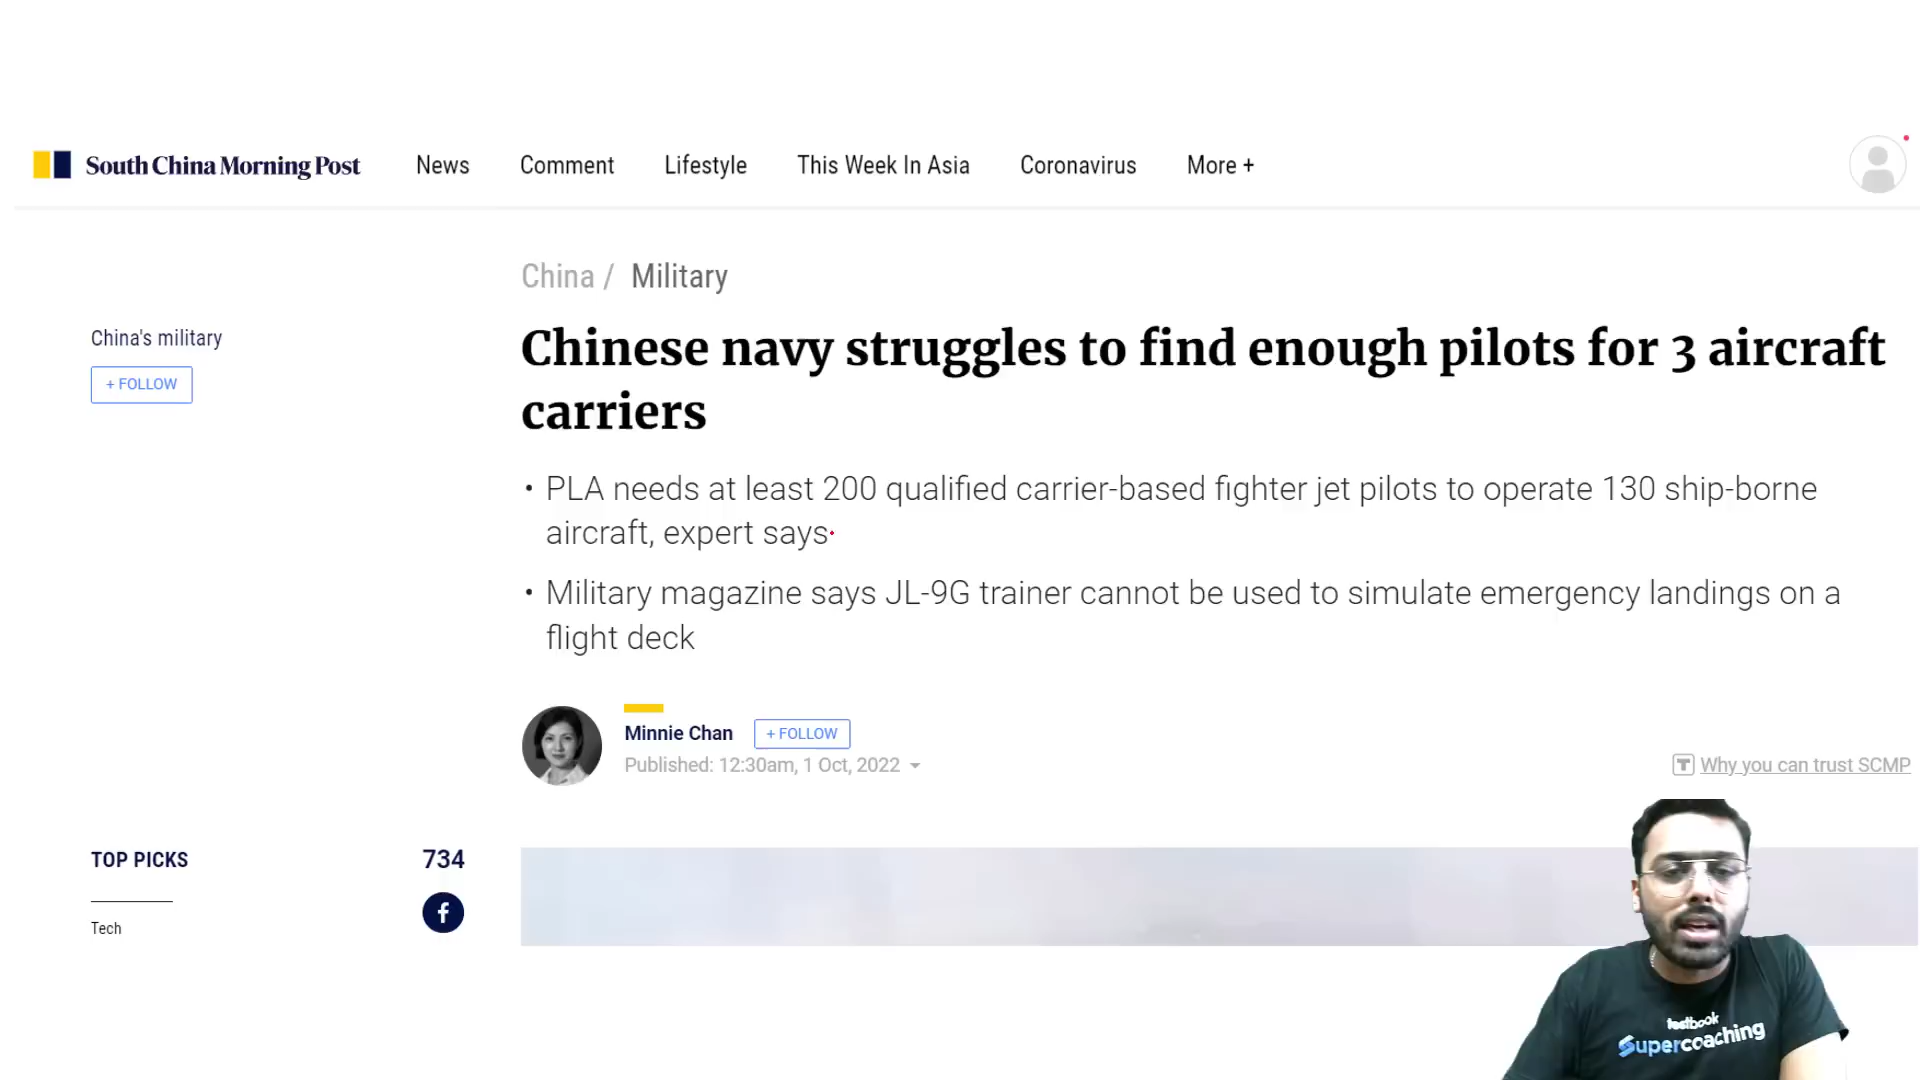 South China Morning Post News Comment Lifestyle This Week In Asia Coronavirus More +
China / Military
China's military
+ FOLLOW
Chinese navy struggles to find enough pilots for 3 aircraft
carriers
• PLA needs at least 200 qualified carrier-based fighter jet pilots to operate 130 ship-borne
aircraft, expert says
• Military magazine says JL-9G trainer cannot be used to simulate emergency landings on a
flight deck
Minnie Chan + FOLLOW
Published: 12:30am, 1 Oct, 2022
T Why you can trust SCMP
TOP PICKS
734
f
Tech
testbook
Supercoaching